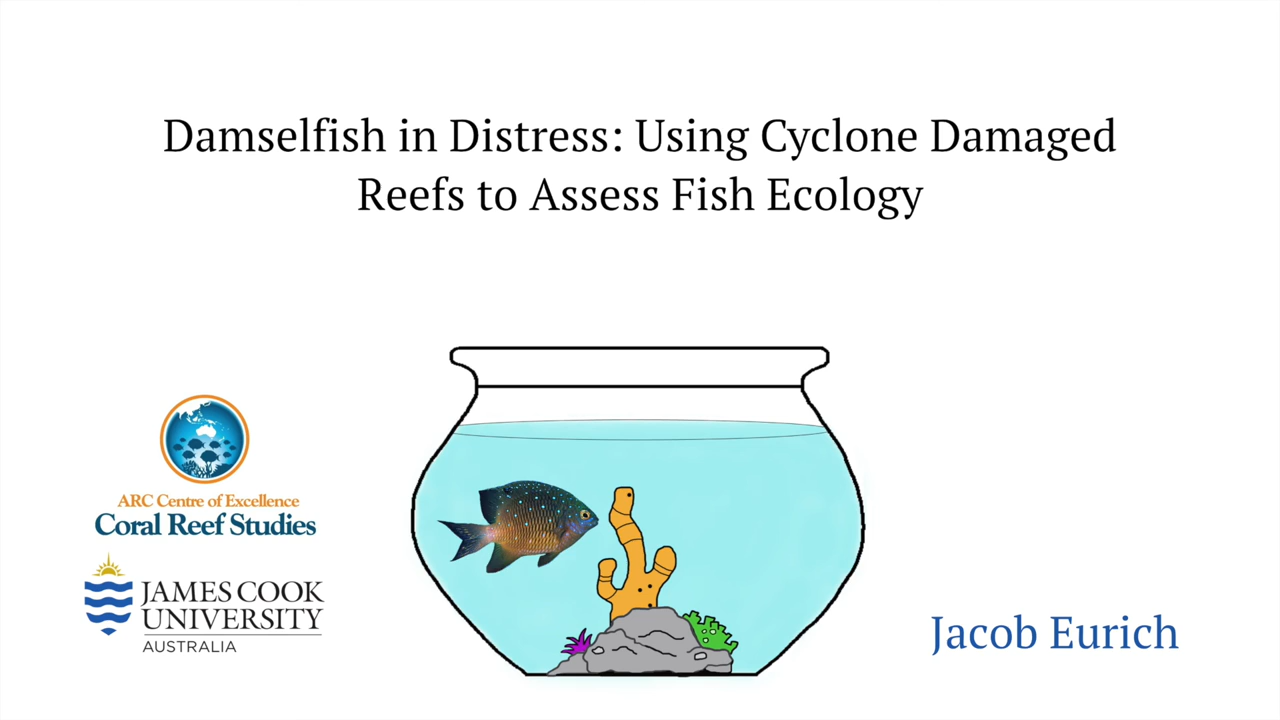 Damselfish in Distress: Using Cyclone Damaged
Reefs to Assess Fish Ecology
ARC Centre of Excellence
Coral Reef Studies
JAMES COOK
UNIVERSITY
AUSTRALIA
Jacob Eurich